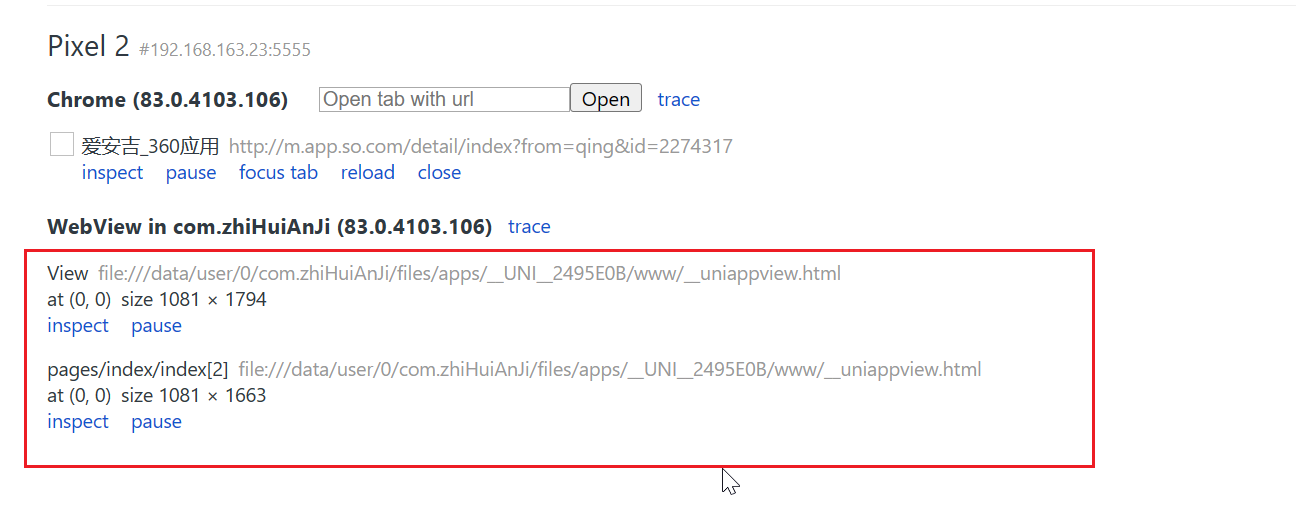 Pixel 2 #192.168.163.23:5555
Chrome (83.0.4103.106) Open tab with url Open trace
爱安吉_360应用 http://m.app.so.com/detail/index?from=qing&id=2274317
inspect pause focus tab reload close
WebView in com.zhiHuiAnJi (83.0.4103.106) trace
View file:///data/user/0/com.zhiHuiAnJi/files/apps/__UNI__2495E0B/www/__uniappview.html
at (0, 0) size 1081 × 1794
inspect pause
pages/index/index[2] file:///data/user/0/com.zhiHuiAnJi/files/apps/__UNI__2495E0B/www/__uniappview.html
at (0, 0) size 1081 × 1663
inspect pause